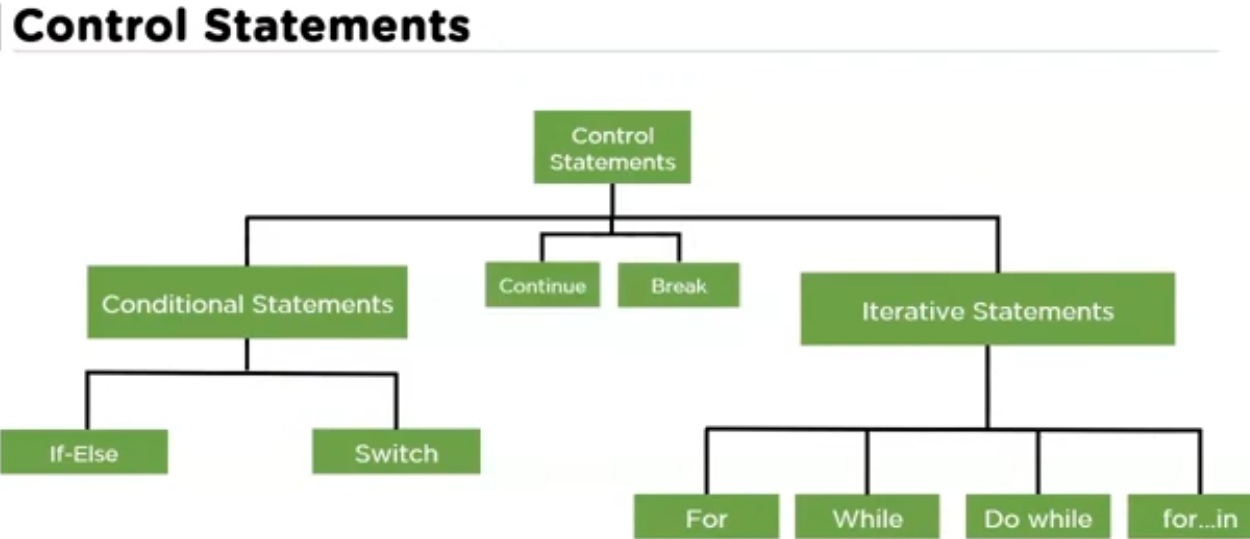 Control Statements
Control
Statements
Continue
Break
Conditional Statements
Iterative Statements
If-Else
Switch
For
While
Do while
for...in